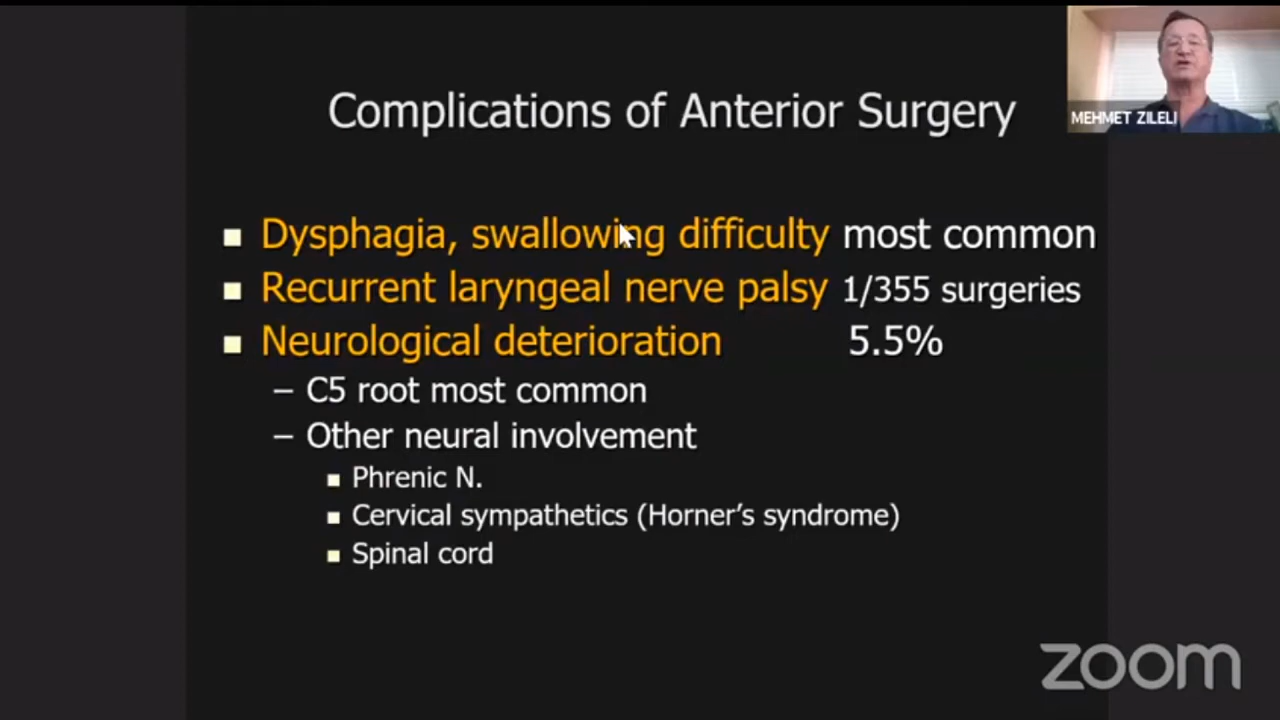 Complications of Anterior Surgery
MEHMET ZILELI
Dysphagia, swallowing difficulty most common
Recurrent laryngeal nerve palsy 1/355 surgeries
Neurological deterioration 5.5%
– C5 root most common
– Other neural involvement
Phrenic N.
Cervical sympathetics (Horner's syndrome)
Spinal cord
zoom